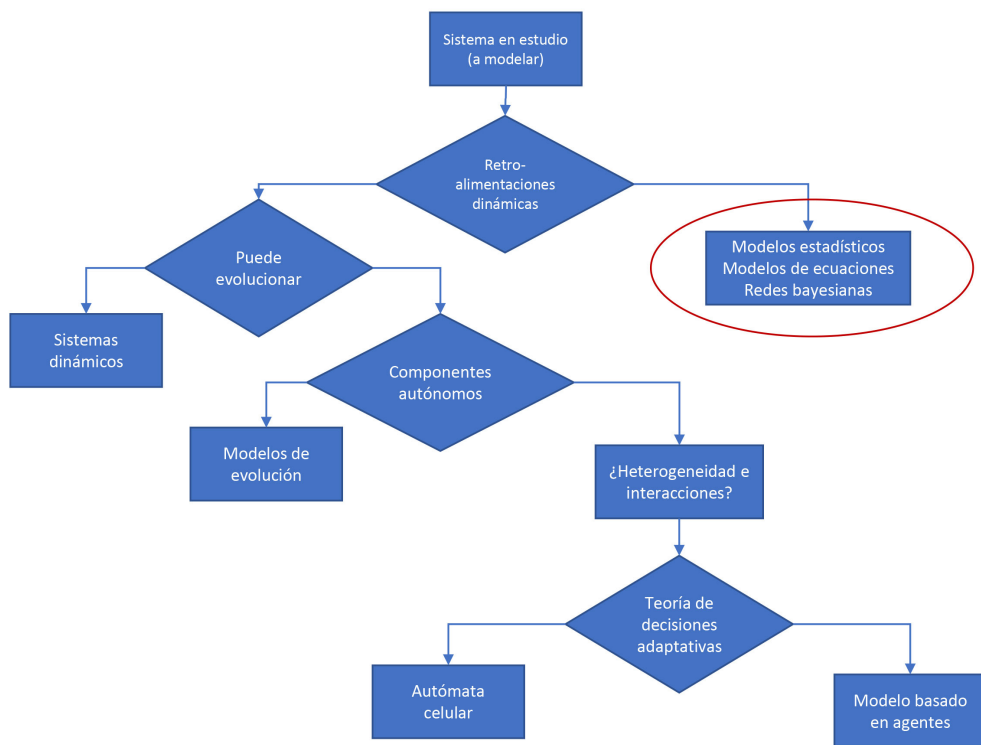 Sistema en estudio
(a modelar)
Retro-
alimentaciones
dinámicas
Puede
evolucionar
Modelos estadísticos
Modelos de ecuaciones
Redes bayesianas
Sistemas
dinámicos
Componentes
autónomos
Modelos de
evolución
¿Heterogeneidad e
interacciones?
Teoría de
decisiones
adaptativas
Autómata
celular
Modelo basado
en agentes